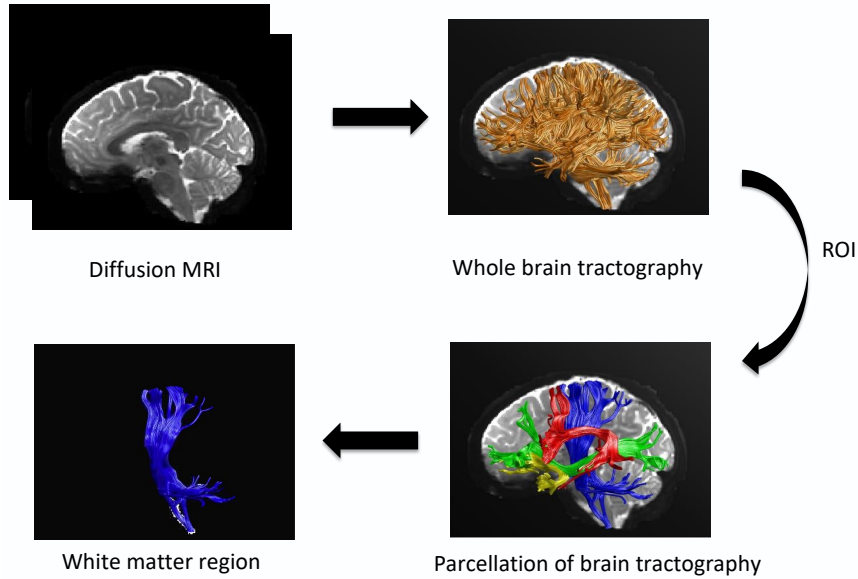 Diffusion MRI
Whole brain tractography
ROI
White matter region
Parcellation of brain tractography